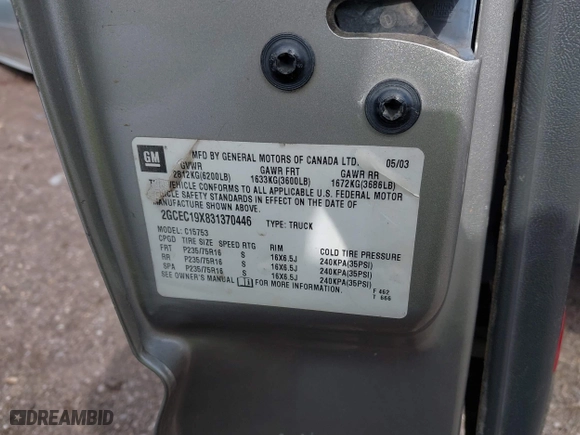 GM
MFD BY GENERAL MOTORS OF CANADA LTD. 05/03
GVWR GAWR FRT GAWR RR
2812KG(6200LB) 1633KG(3600LB) 1672KG(3686LB)
VEHICLE CONFORMS TO ALL APPLICABLE U.S. FEDERAL MOTOR
VEHICLE SAFETY STANDARDS IN EFFECT ON THE DATE OF
MANUFACTURE SHOWN ABOVE.
2GCEC19X831370446 TYPE: TRUCK
MODEL: C15753
CPGD TIRE SIZE SPEED RTG RIM COLD TIRE PRESSURE
FRT P235/75R16 S 16X6.5J 240KPA(35PSI)
RR P235/75R16 S 16X6.5J 240KPA(35PSI)
SPA P235/75R16 S 16X6.5J 240KPA(35PSI)
SEE OWNER'S MANUAL FOR MORE INFORMATION.
F 462
T 666
DREAMBID